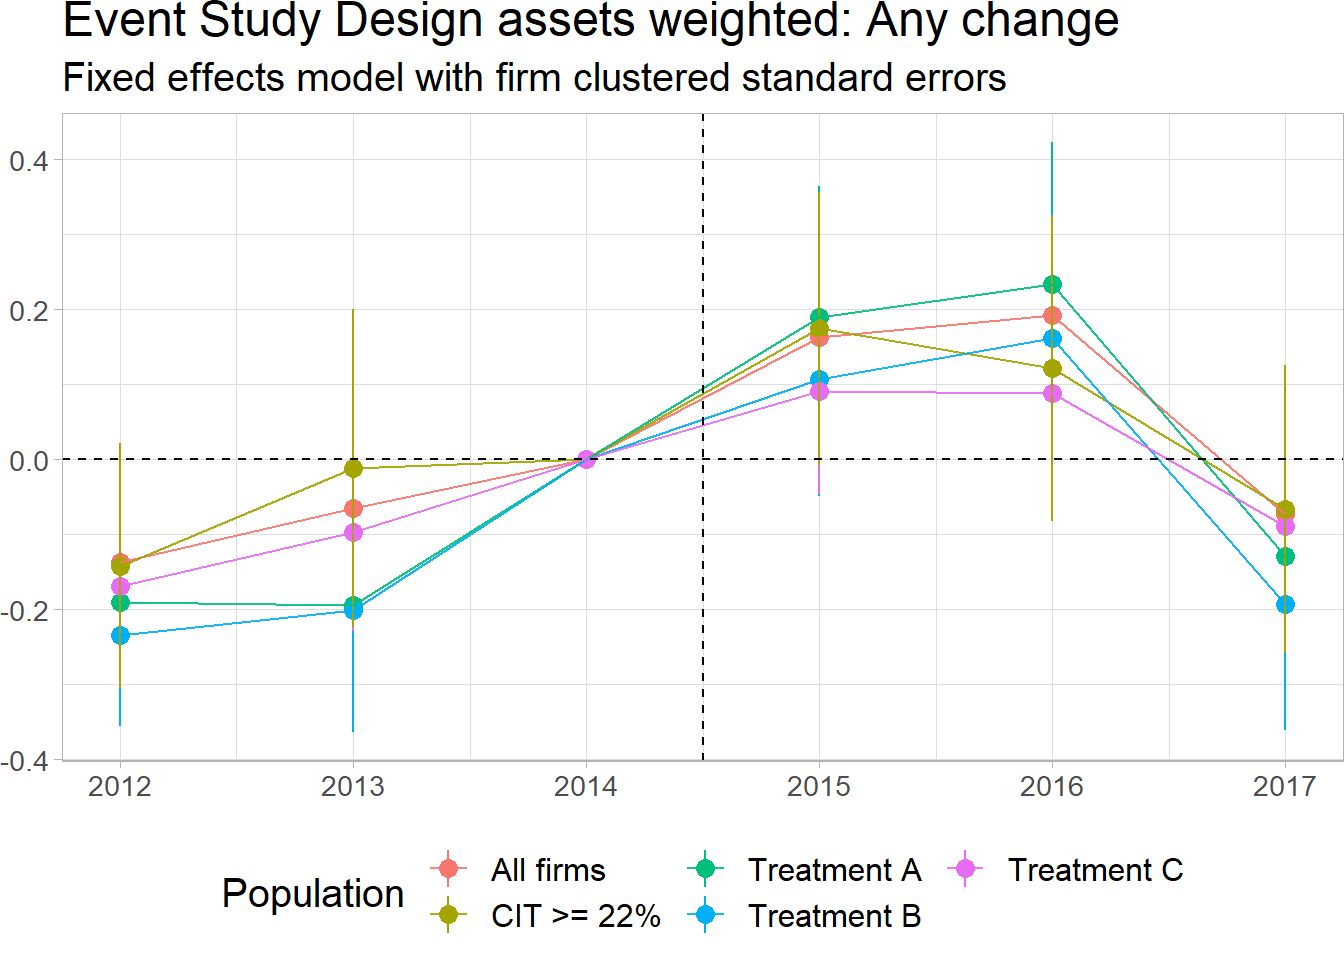 Event Study Design assets weighted: Any change
Fixed effects model with firm clustered standard errors
0.4
0.2
0.0
-0.2
-0.4
2012 2013 2014 2015 2016 2017
Population
All firms Treatment A Treatment C
CIT >= 22% Treatment B